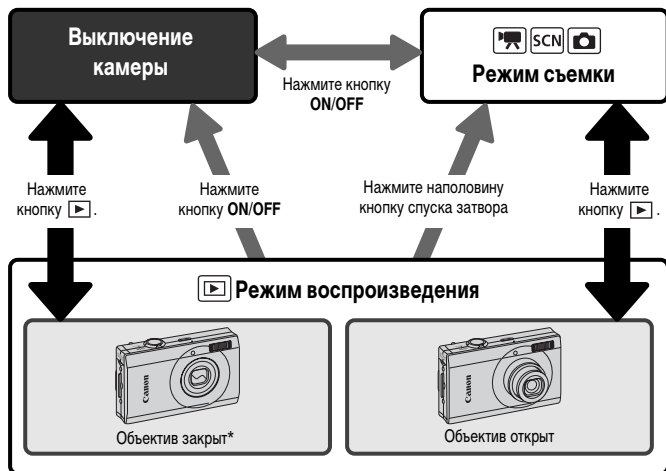 Выключение
камеры
SCN
Режим съемки
Нажмите кнопку
ON/OFF
Нажмите
кнопку .
Нажмите
кнопку ON/OFF
Нажмите наполовину
кнопку спуска затвора
Нажмите
кнопку .
Режим воспроизведения
Canon
Объектив закрыт*
Canon
Объектив открыт